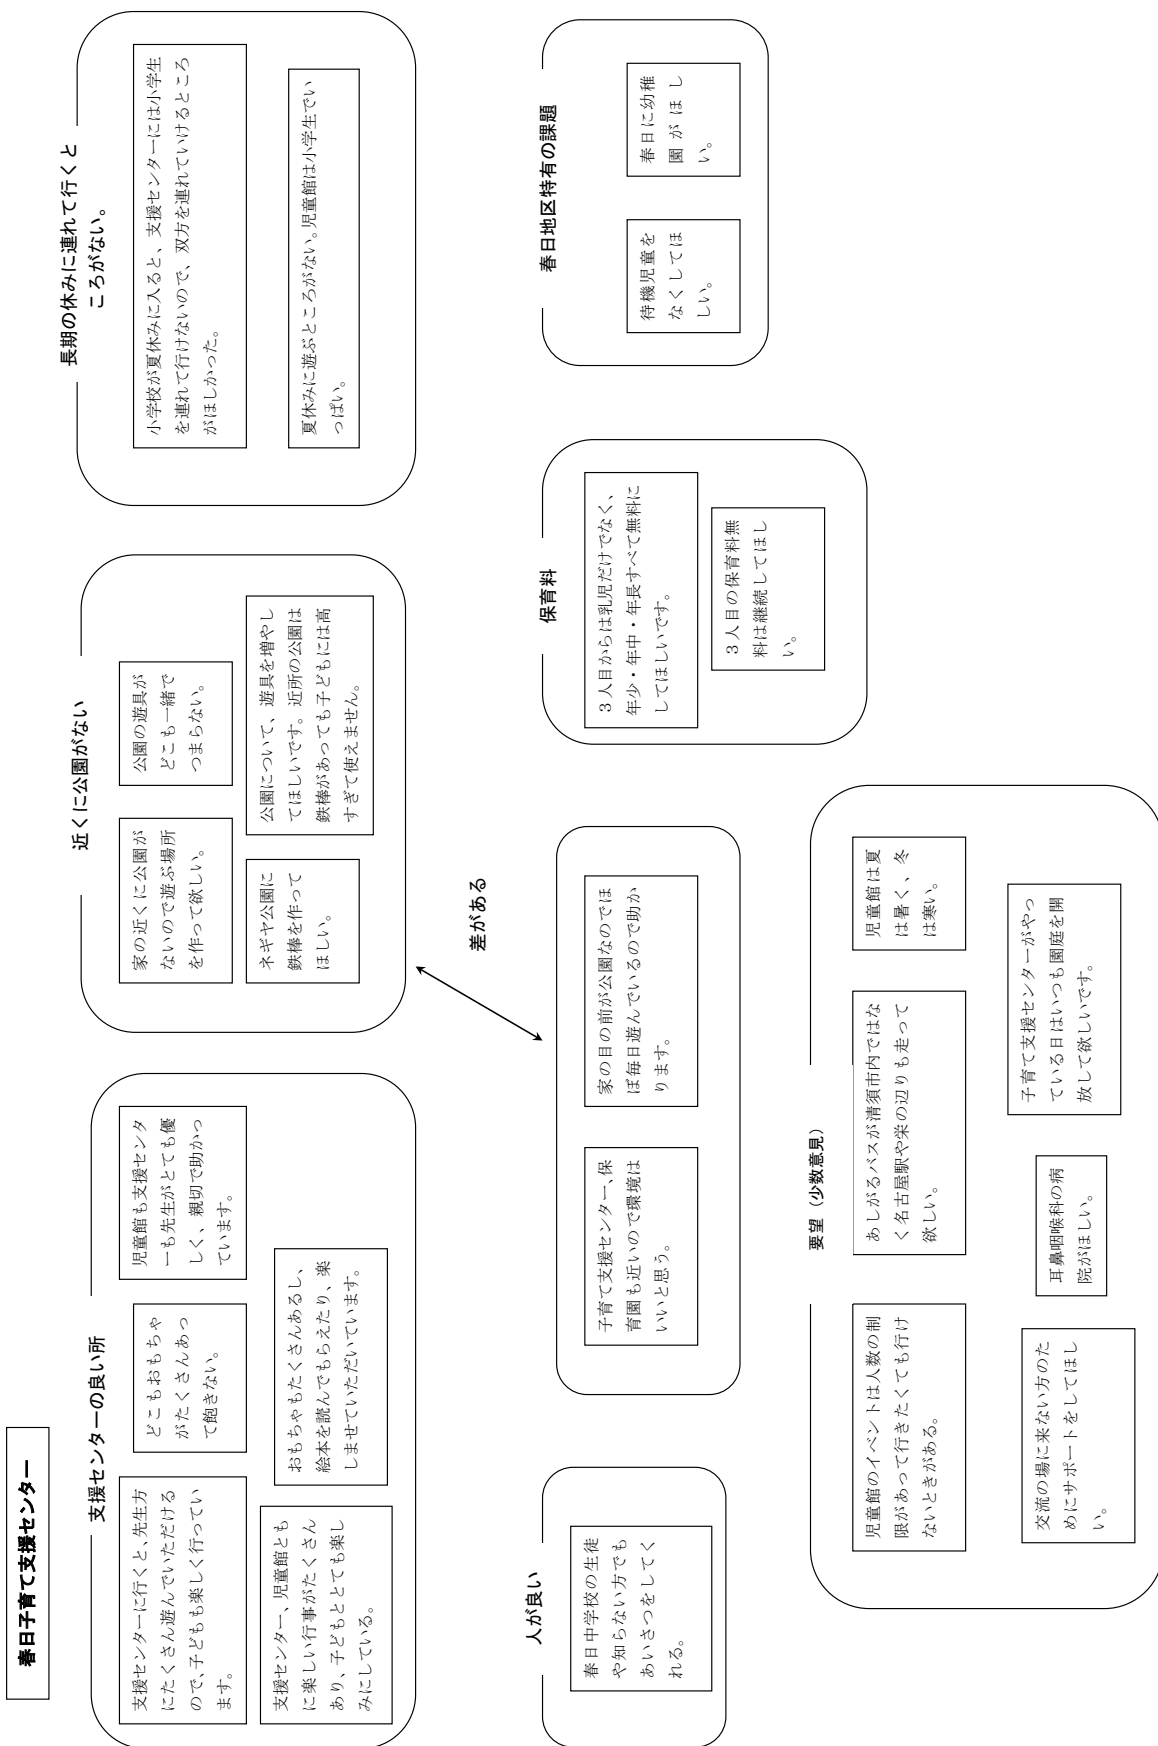 春日子育て支援センター
支援センターの良い所
支援センターに行くと、先生方
にたくさん遊んでいただける
ので、子どもも楽しく行ってい
ます。
どこもおもちゃ
がたくさんあっ
て飽きない。
児童館も支援センタ
ーも先生がとても優
しく、親切で助かっ
ています。
支援センター、児童館とも
に楽しい行事がたくさん
あり、子どもととても楽し
みにしている。
おもちゃもたくさんあるし、
絵本を読んでもらえたり、楽
しませていただいています。
近くに公園がない
家の近くに公園が
ないので遊ぶ場所
を作って欲しい。
公園の遊具が
どこも一緒で
つまらない。
ネギヤ公園に
鉄棒を作って
ほしい。
公園について、遊具を増やし
てほしいです。近所の公園は
鉄棒があっても子どもには高
すぎて使えません。
長期の休みに連れて行くと
ころがない。
小学校が夏休みに入ると、支援センターには小学生
を連れて行けないので、双方を連れていけるところ
がほしかった。
夏休みに遊ぶところがない。児童館は小学生でい
っぱい。
差がある
人が良い
春日中学校の生徒
や知らない方でも
あいさつをしてく
れる。
子育て支援センター、保
育園も近いので環境は
いいと思う。
家の目の前が公園なのでほ
ぼ毎日遊んでいるので助か
ります。
保育料
3人目からは乳児だけでなく、
年少・年中・年長すべて無料に
してほしいです。
3人目の保育料無
料は継続してほし
い。
春日地区特有の課題
待機児童を
なくしてほ
しい。
春日に幼稚
園がほし
い。
要望（少数意見）
児童館のイベントは人数の制
限があって行きたくても行け
ないときがある。
あしがるバスが清須市内ではな
く名古屋駅や栄の辺りも走って
欲しい。
児童館は夏
は暑く、冬
は寒い。
交流の場に来ない方のた
めにサポートをしてほし
い。
耳鼻咽喉科の病
院がほしい。
子育て支援センターがやっ
ている日はいつも園庭を開
放して欲しいです。